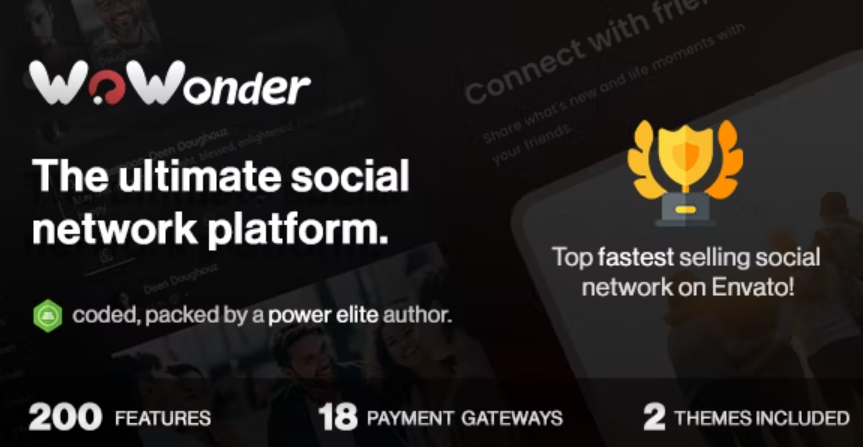 WoWonder
The ultimate social
network platform.
coded, packed by a power elite author.
Connect with frie
Share what's new and life moments with
your friends.
Top fastest selling social
network on Envato!
Deen Doughouz
200 FEATURES
18 PAYMENT GATEWAYS
2 THEMES INCLUDED